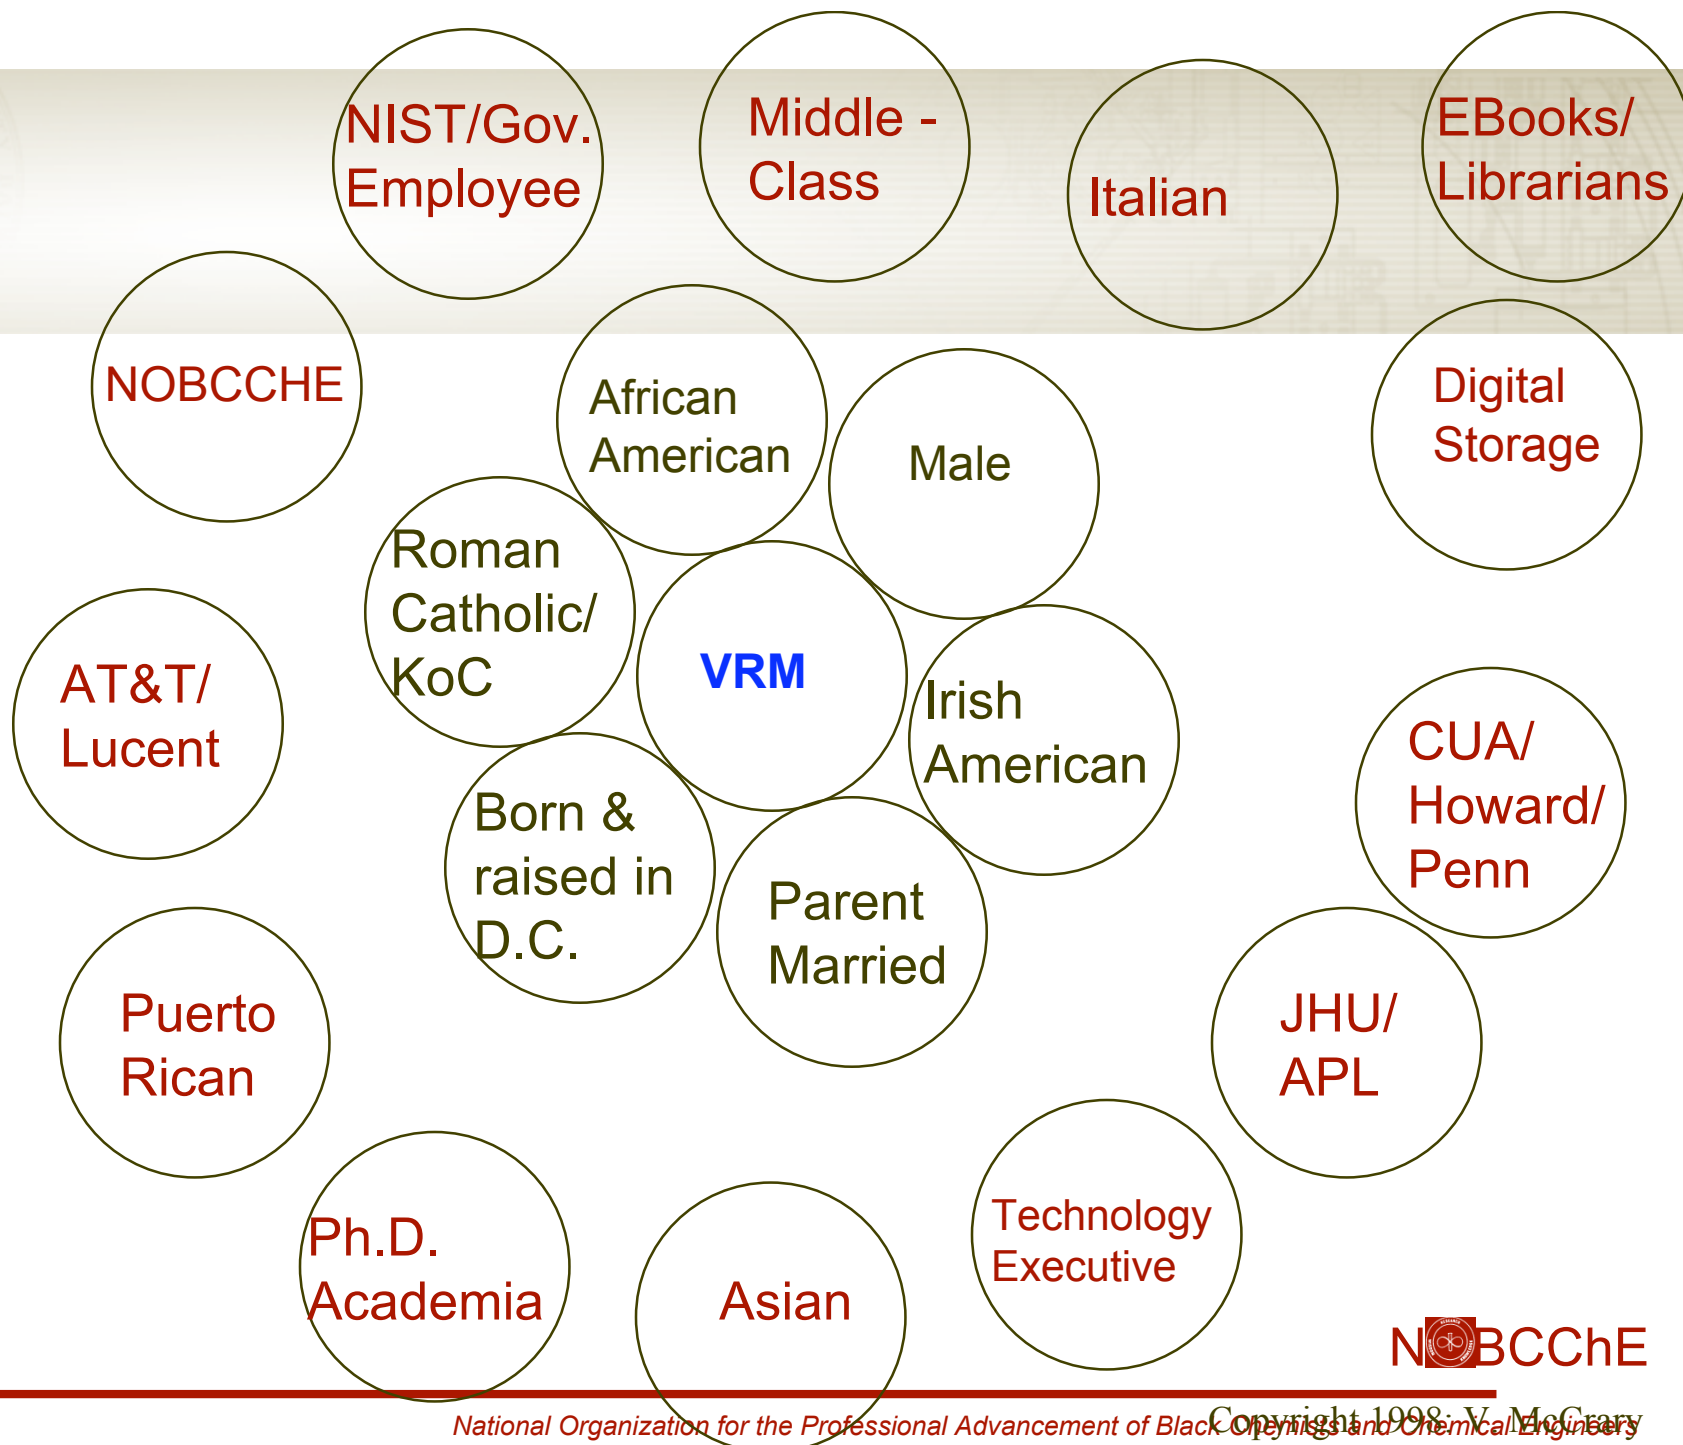 NIST/Gov.
Employee
Middle -
Class
Italian
EBooks/
Librarians
NOBCCHE
African
American
Male
Digital
Storage
Roman
Catholic/
KoC
VRM
Irish
American
AT&T/
Lucent
CUA/
Howard/
Penn
Born &
raised in
D.C.
Parent
Married
Puerto
Rican
JHU/
APL
Ph.D.
Academia
Asian
Technology
Executive
NOBCChE
National Organization for the Professional Advancement of Black Chemists and Chemical Engineers
Copyright 1998: V. McCrary